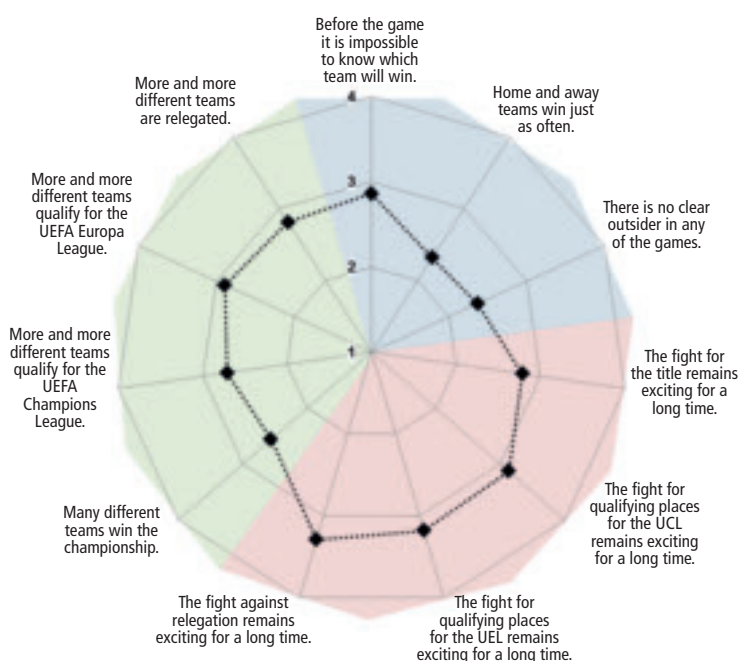 Before the game
it is impossible
to know which
team will win.
Home and away
teams win just
as often.
There is no clear
outsider in any
of the games.
The fight for
the title remains
exciting for a
long time.
The fight for
qualifying places
for the UCL
remains exciting
for a long time.
The fight for
qualifying places
for the UEL remains
exciting for a long time.
The fight against
relegation remains
exciting for a long time.
Many different
teams win the
championship.
More and more
different teams
qualify for the
UEFA
Champions
League.
More and more
different teams
qualify for the
UEFA Europa
League.
More and more
different teams
are relegated.
4
3
2
1